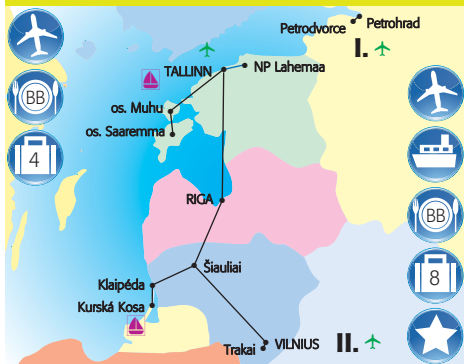 Petrohrad
Petrodvorce
I.
TALLINN
NP Lahemaa
BB
os. Muhu
os. Saaremma
4
RIGA
BB
Šiauliai
8
Klaipéda
Kurská Kosa
VILNIUS
II.
Trakai